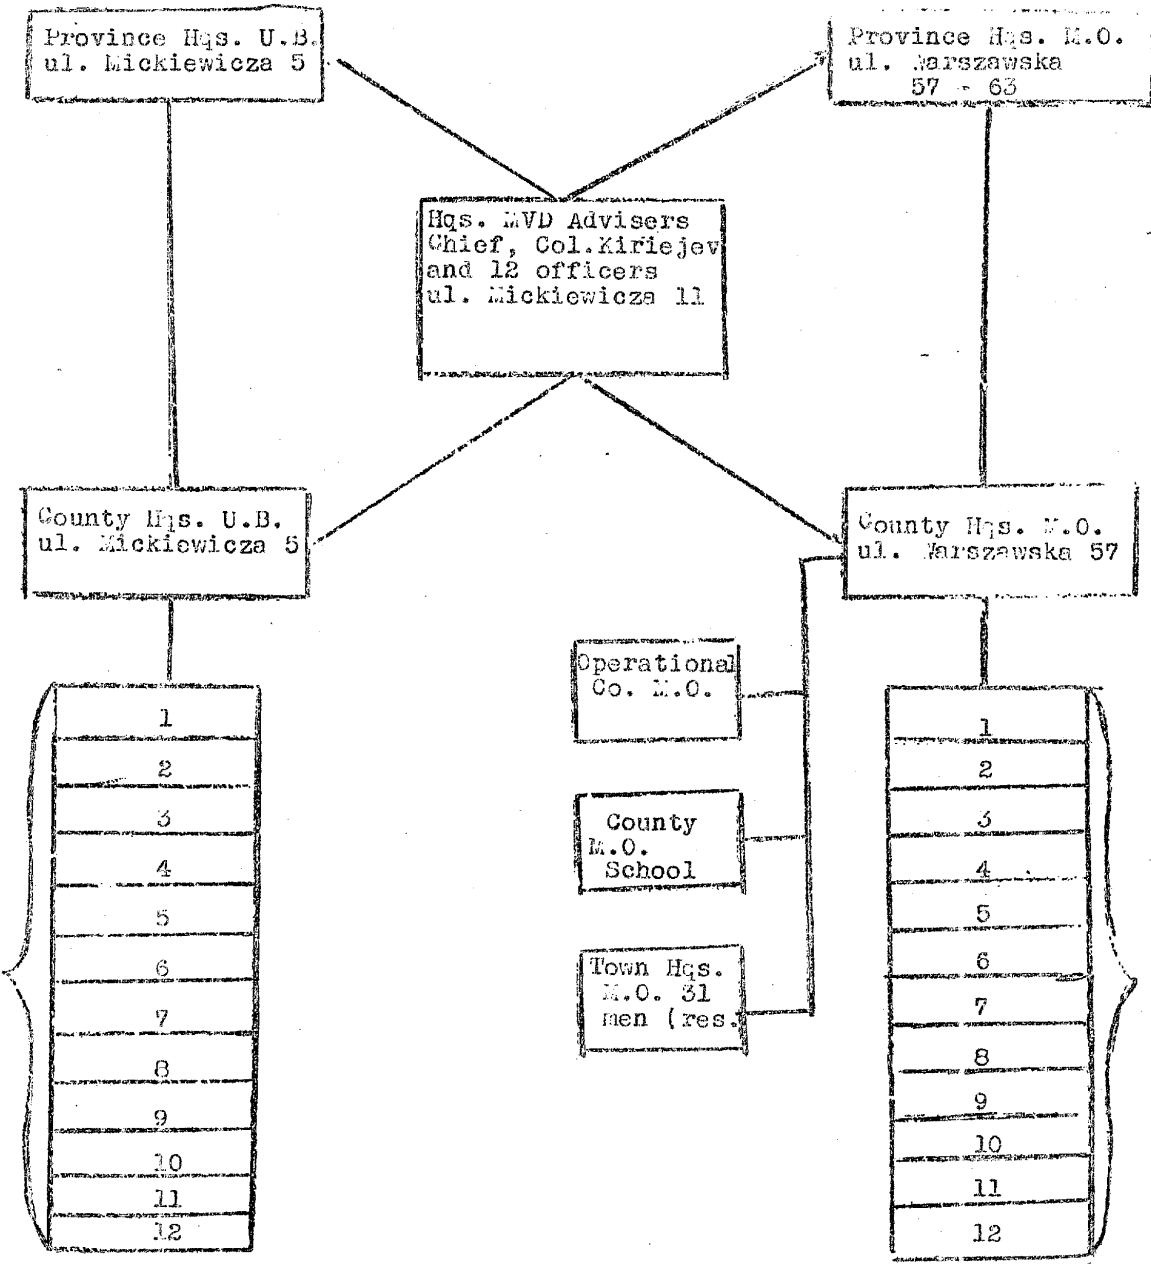 Province Hqs. U.B.
ul. Mickiewicza 5
Province Hqs. M.O.
ul. Warszawska
57 - 63
Hqs. MVD Advisers
Chief, Col.Kiriejev
and 12 officers
ul. Mickiewicza 11
County Hqs. U.B.
ul. Mickiewicza 5
County Hqs. M.O.
ul. Warszawska 57
Operational
Co. M.O.
County
M.O.
School
Town Hqs.
M.O. 31
men (res.
1
2
3
4
5
6
7
8
9
10
11
12
1
2
3
4
5
6
7
8
9
10
11
12